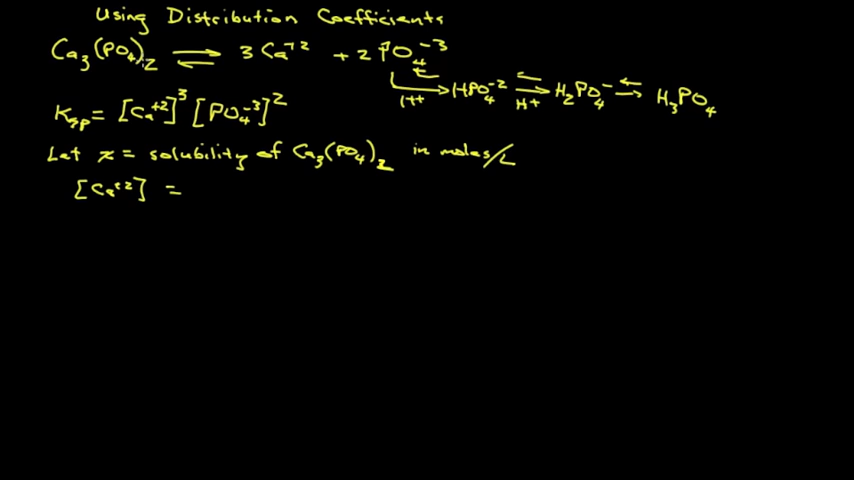 Using Distribution Coefficients
Ca₃(PO₄)₂ ⇌ 3 Ca⁺² + 2 PO₄⁻³
H⁺ HPO₄⁻² ⇌ H⁺ H₂PO₄⁻ ⇌ H₃PO₄
Ksp = [Ca⁺²]³ [PO₄⁻³]²
Let x = solubility of Ca₃(PO₄)₂ in moles/L
[Ca⁺²] =